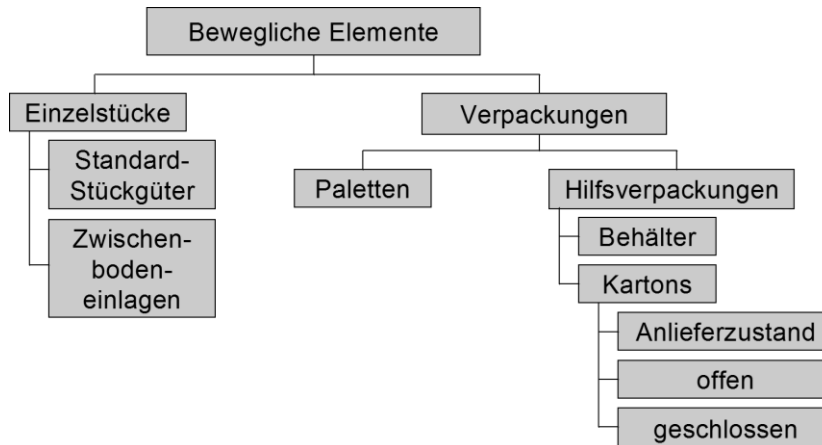 Bewegliche Elemente
Einzelstücke
Standard-
Stückgüter
Zwischen-
boden-
einlagen
Verpackungen
Paletten
Hilfsverpackungen
Behälter
Kartons
Anlieferzustand
offen
geschlossen